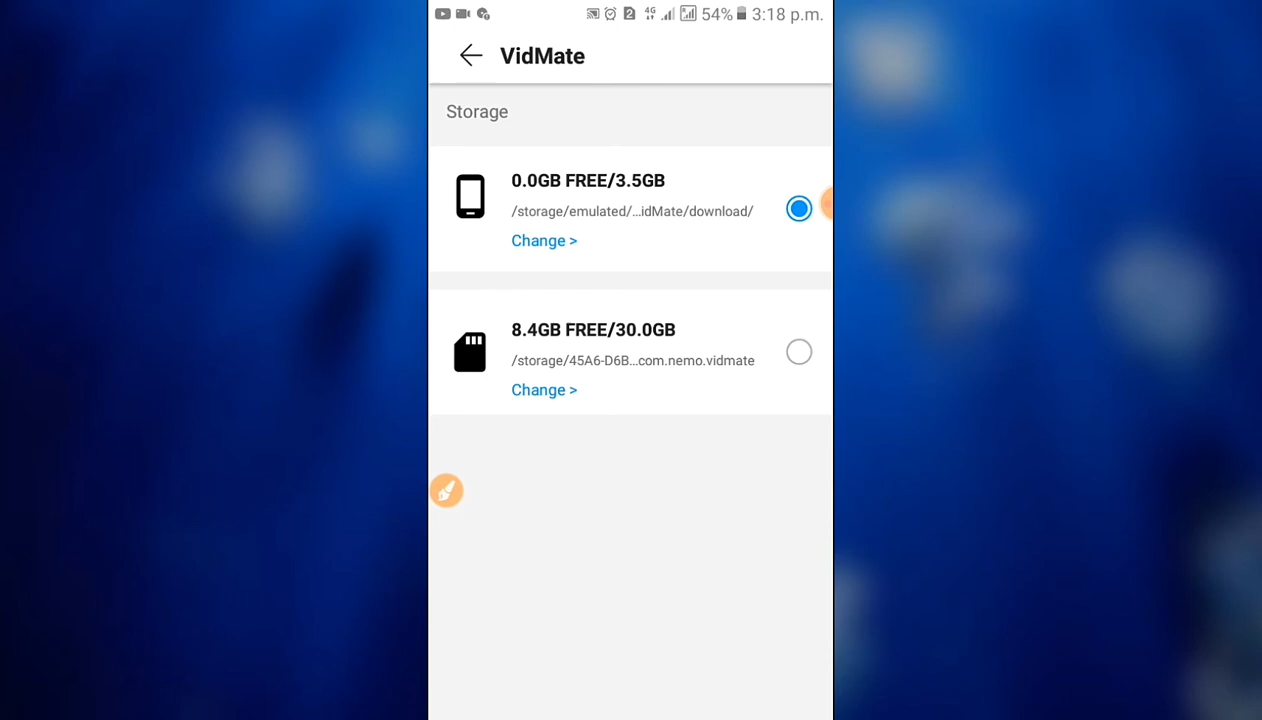 54% 3:18 p.m.
VidMate
Storage
0.0GB FREE/3.5GB
/storage/emulated/...idMate/download/
Change >
8.4GB FREE/30.0GB
/storage/45A6-D6B...com.nemo.vidmate
Change >